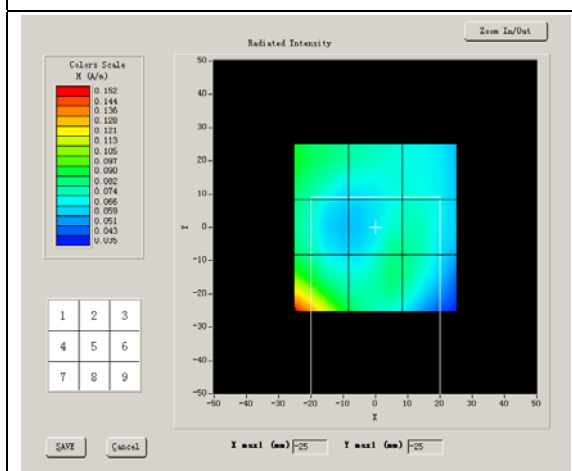 Zoom In/Out
Radiated Intensity
Colors Scale
H (A/m)
0.152
0.144
0.136
0.128
0.121
0.113
0.105
0.097
0.090
0.082
0.074
0.066
0.059
0.051
0.043
0.035
50
40
30
20
10
Y
0
-10
-20
-30
-40
-50
-50 -40 -30 -20 -10 0 10 20 30 40 50
X
1 2 3
4 5 6
7 8 9
SAVE Cancel
X max1 (mm) -25 Y max1 (mm) -25